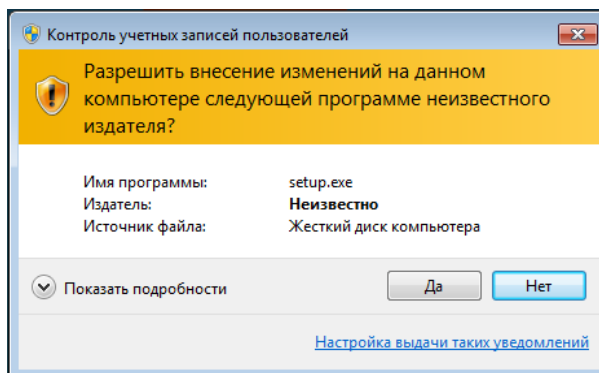 Контроль учетных записей пользователей
Разрешить внесение изменений на данном
компьютере следующей программе неизвестного
издателя?
Имя программы: setup.exe
Издатель: Неизвестно
Источник файла: Жесткий диск компьютера
Показать подробности Да Нет
Настройка выдачи таких уведомлений